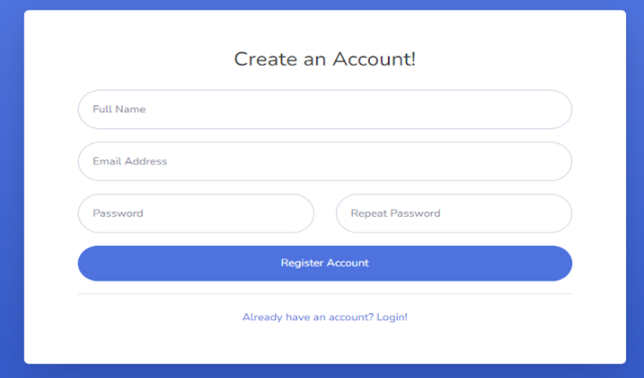 Create an Account!
Full Name
Email Address
Password Repeat Password
Register Account
Already have an account? Login!